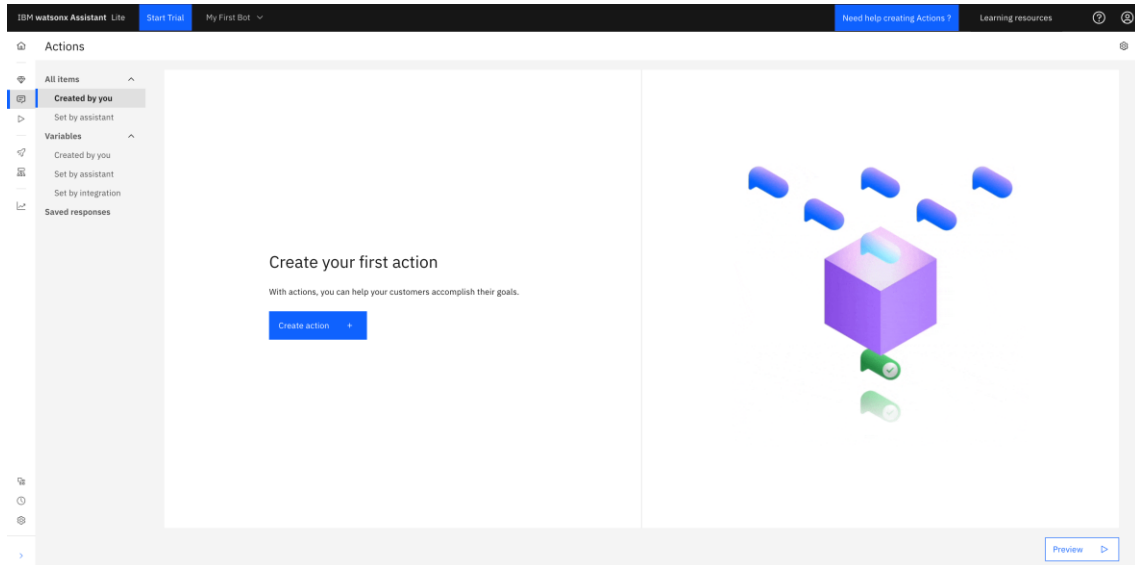 IBM watsonx Assistant Lite
Start Trial
My First Bot
Need help creating Actions ?
Learning resources
Actions
All items
Created by you
Set by assistant
Variables
Created by you
Set by assistant
Set by integration
Saved responses
Create your first action
With actions, you can help your customers accomplish their goals.
Create action +
Preview